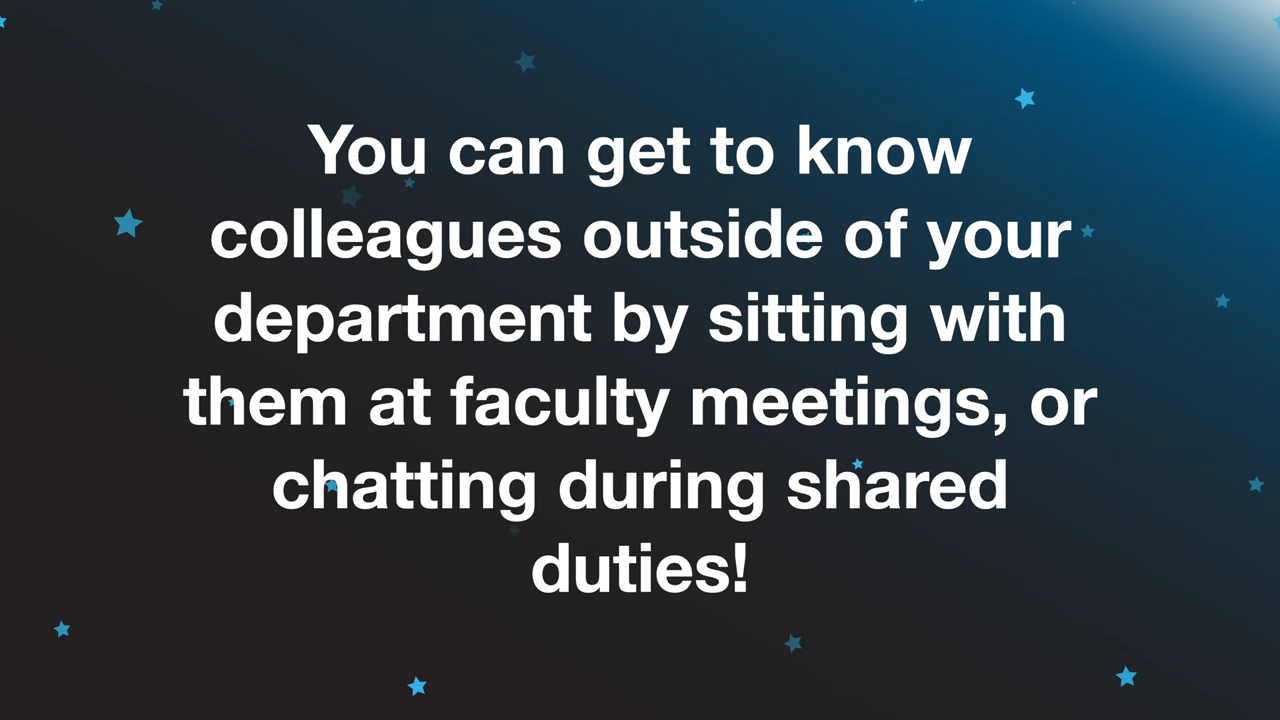 You can get to know
colleagues outside of your
department by sitting with
them at faculty meetings, or
chatting during shared
duties!